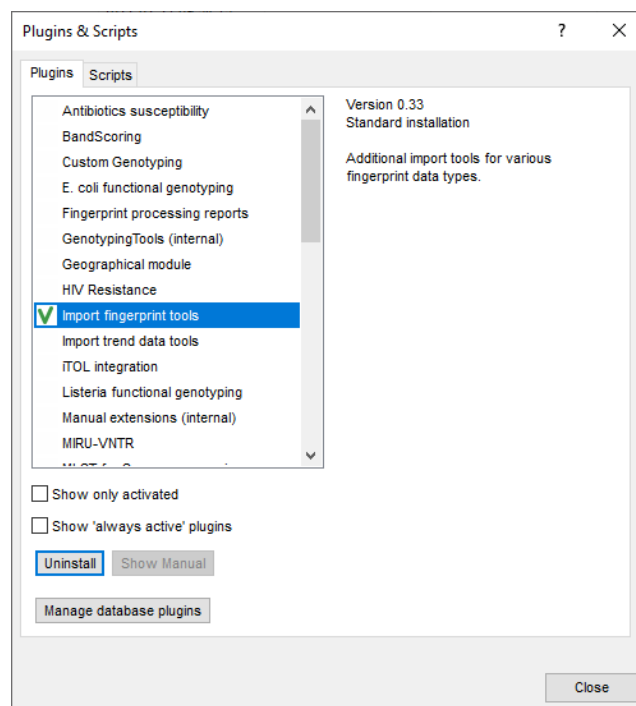 Plugins & Scripts
?
Plugins
Scripts
Antibiotics susceptibility
BandScoring
Custom Genotyping
E. coli functional genotyping
Fingerprint processing reports
GenotypingTools (internal)
Geographical module
HIV Resistance
Import fingerprint tools
Import trend data tools
iTOL integration
Listeria functional genotyping
Manual extensions (internal)
MIRU-VNTR
Version 0.33
Standard installation
Additional import tools for various
fingerprint data types.
Show only activated
Show 'always active' plugins
Uninstall
Show Manual
Manage database plugins
Close